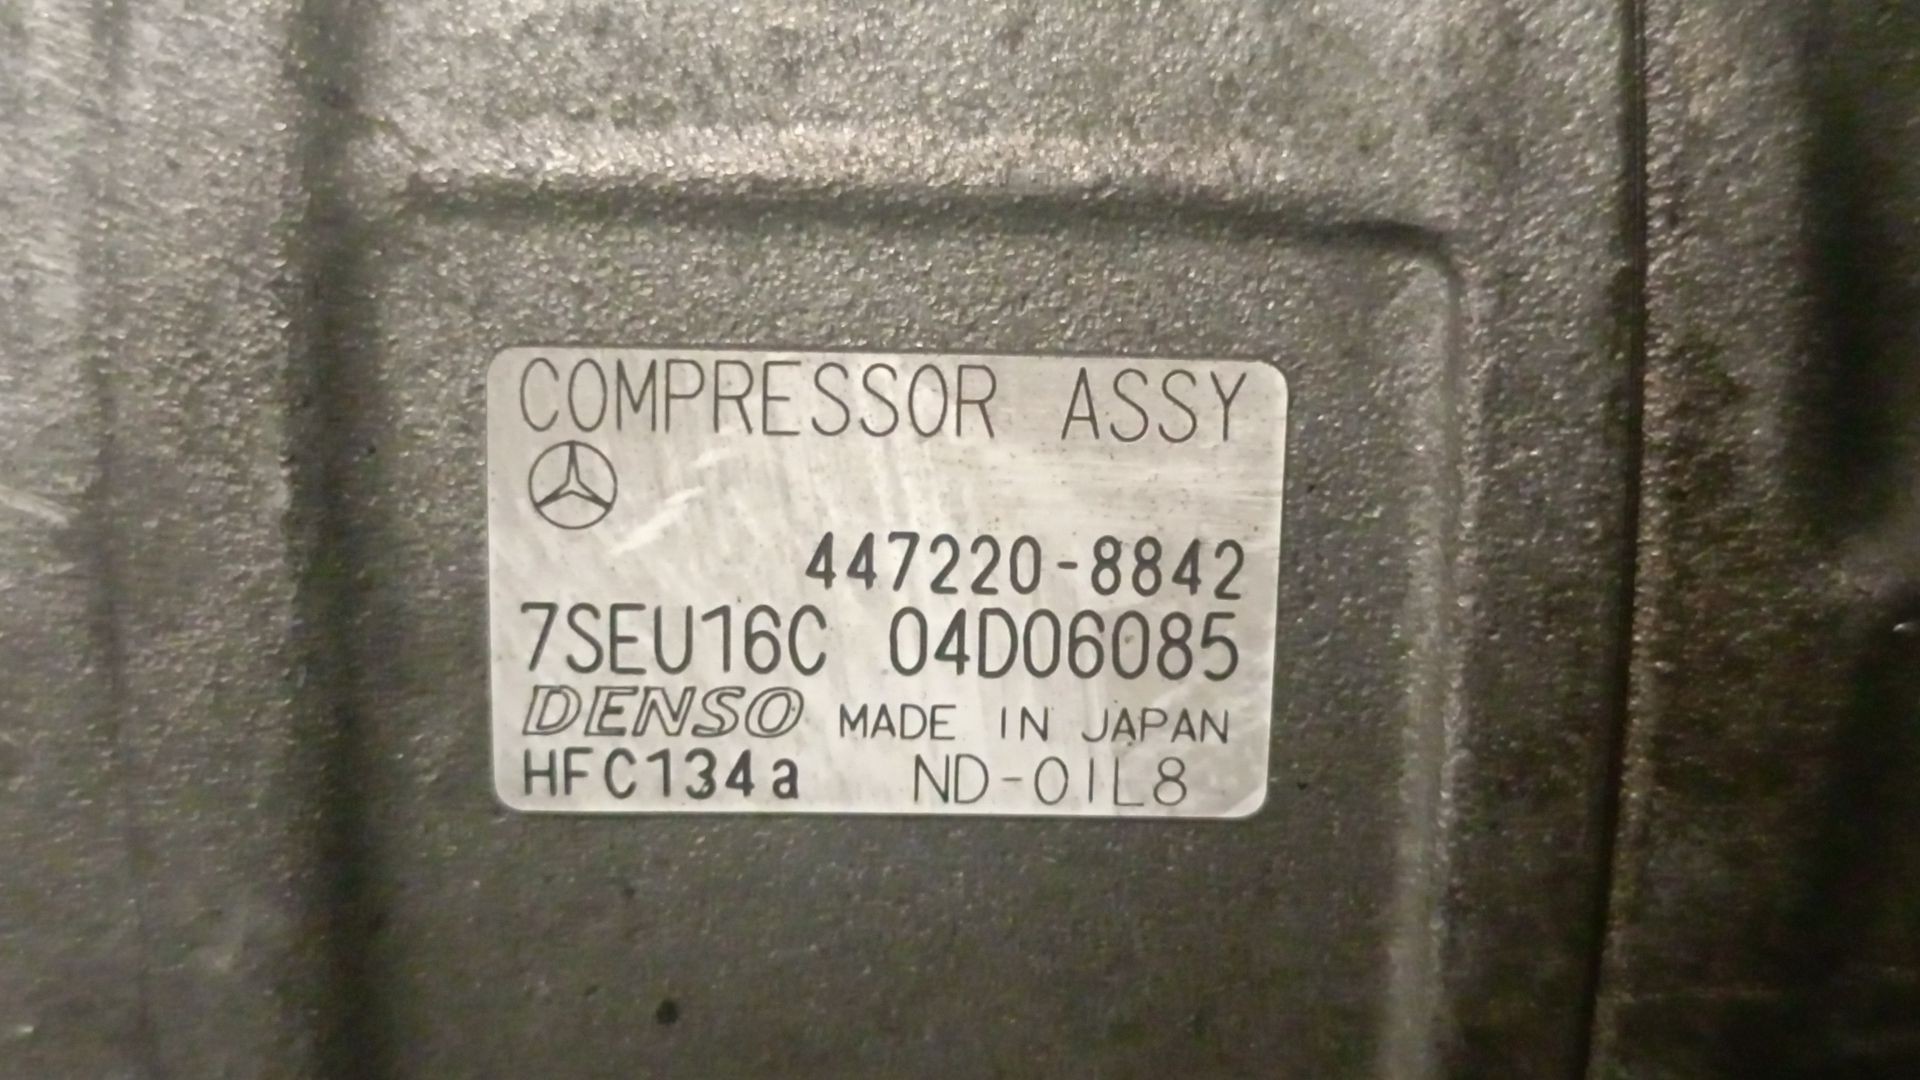 COMPRESSOR ASSY
447220-8842
7SEU16C 04D06085
DENSO MADE IN JAPAN
HFC134a ND-OIL8